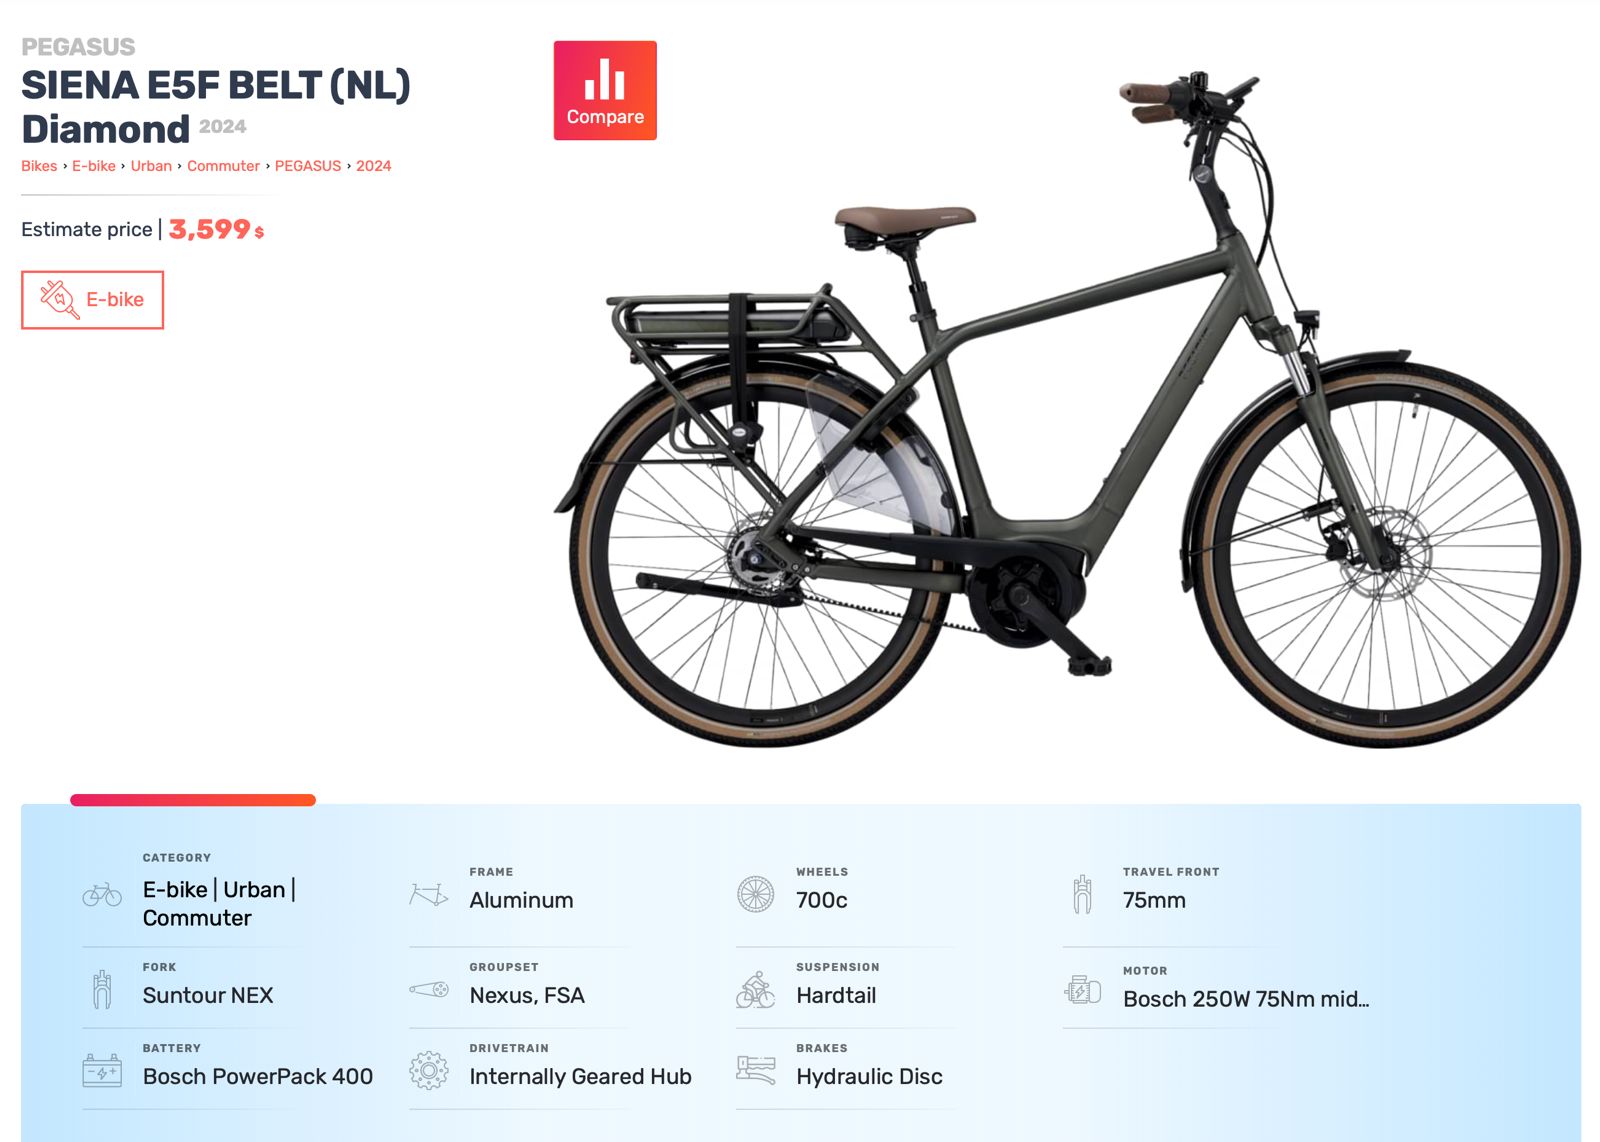 PEGASUS
SIENA E5F BELT (NL)
Diamond 2024
Bikes › E-bike › Urban › Commuter › PEGASUS › 2024
Estimate price | 3,599 $
E-bike
Compare
CATEGORY
E-bike | Urban |
Commuter
FRAME
Aluminum
WHEELS
700c
TRAVEL FRONT
75mm
FORK
Suntour NEX
GROUPSET
Nexus, FSA
SUSPENSION
Hardtail
MOTOR
Bosch 250W 75Nm mid...
BATTERY
Bosch PowerPack 400
DRIVETRAIN
Internally Geared Hub
BRAKES
Hydraulic Disc